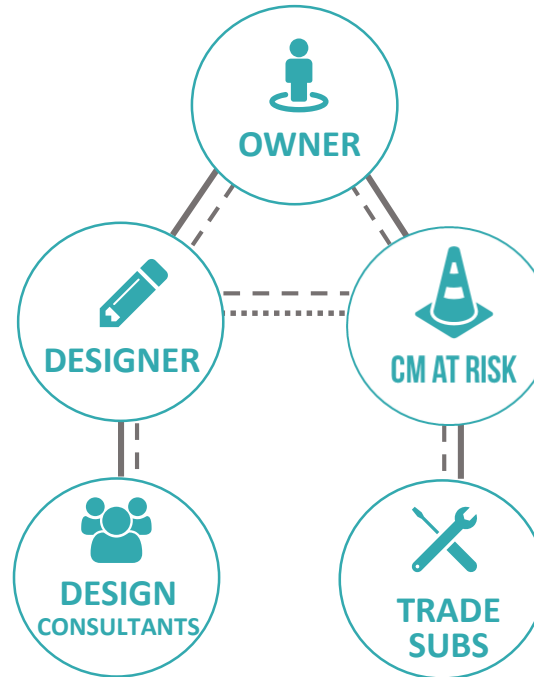 OWNER
DESIGNER
CM AT RISK
DESIGN
CONSULTANTS
TRADE
SUBS